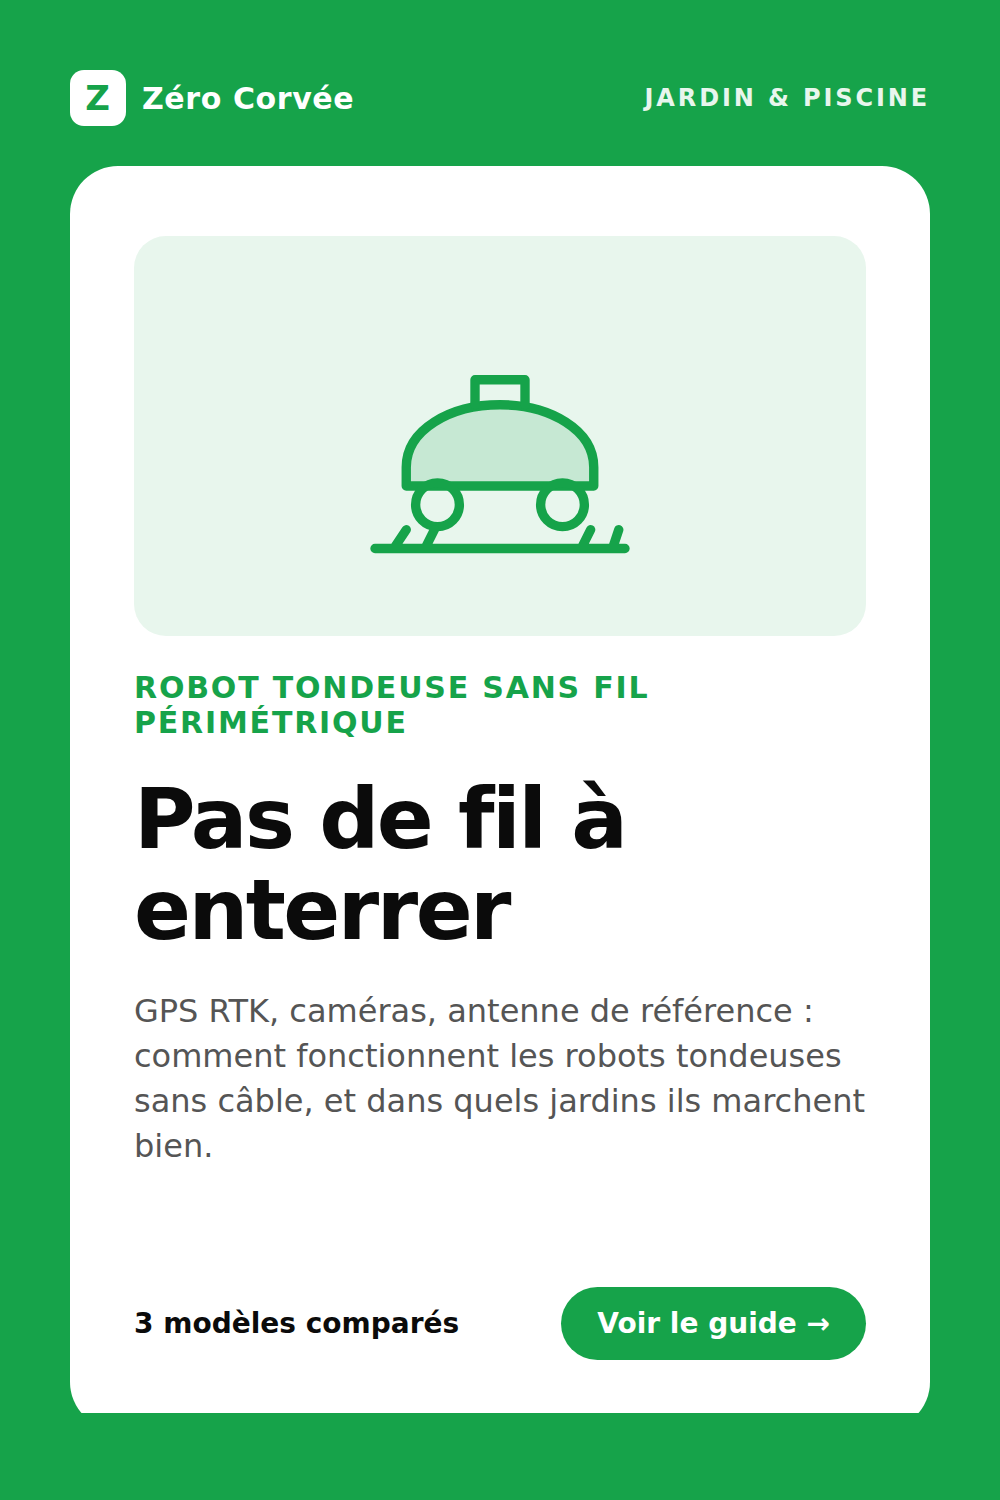 Z Zéro Corvée
JARDIN & PISCINE
ROBOT TONDEUSE SANS FIL
PÉRIMÉTRIQUE
Pas de fil à
enterrer
GPS RTK, caméras, antenne de référence :
comment fonctionnent les robots tondeuses
sans câble, et dans quels jardins ils marchent
bien.
3 modèles comparés
Voir le guide →